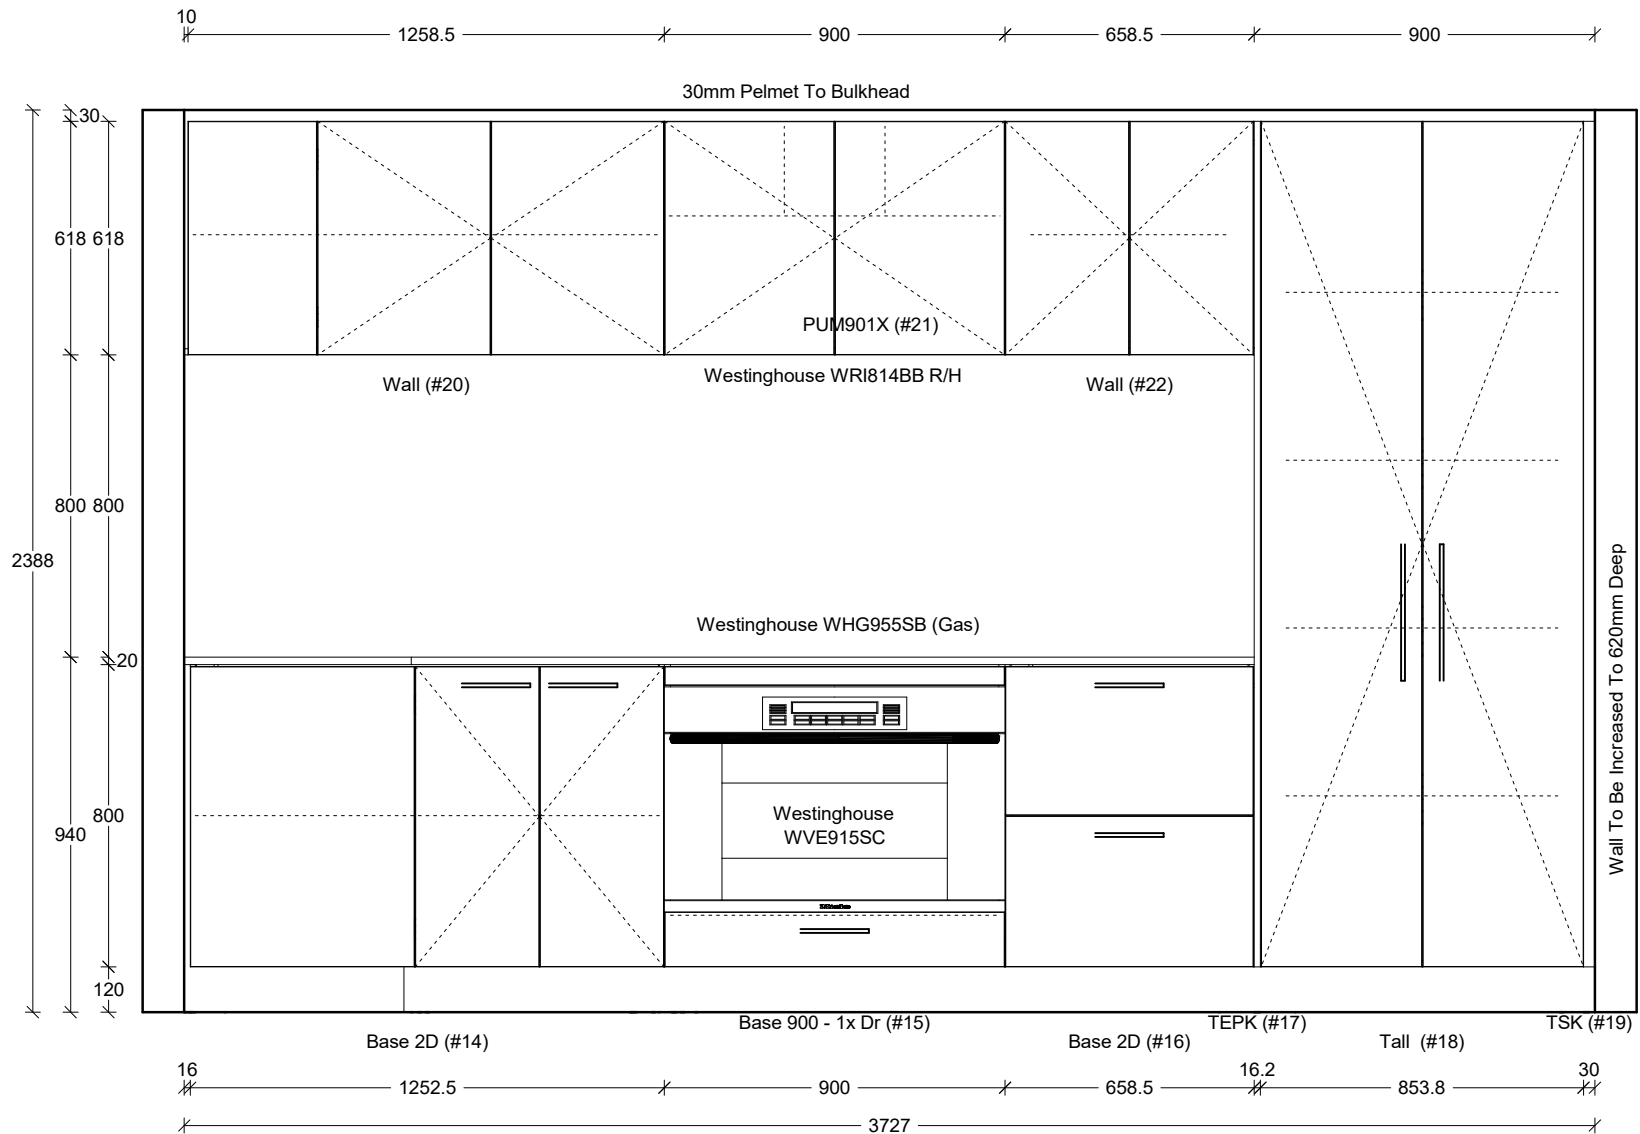 10
1258.5
900
658.5
900
30mm Pelmet To Bulkhead
30
618
618
PUM901X (#21)
Wall (#20)
Westinghouse WRI814BB R/H
Wall (#22)
800
800
2388
Westinghouse WHG955SB (Gas)
20
Wall To Be Increased To 620mm Deep
Westinghouse
WVE915SC
800
940
120
Base 2D (#14)
Base 900 - 1x Dr (#15)
Base 2D (#16)
TEPK (#17)
Tall (#18)
TSK (#19)
16
1252.5
900
658.5
16.2
853.8
30
3727